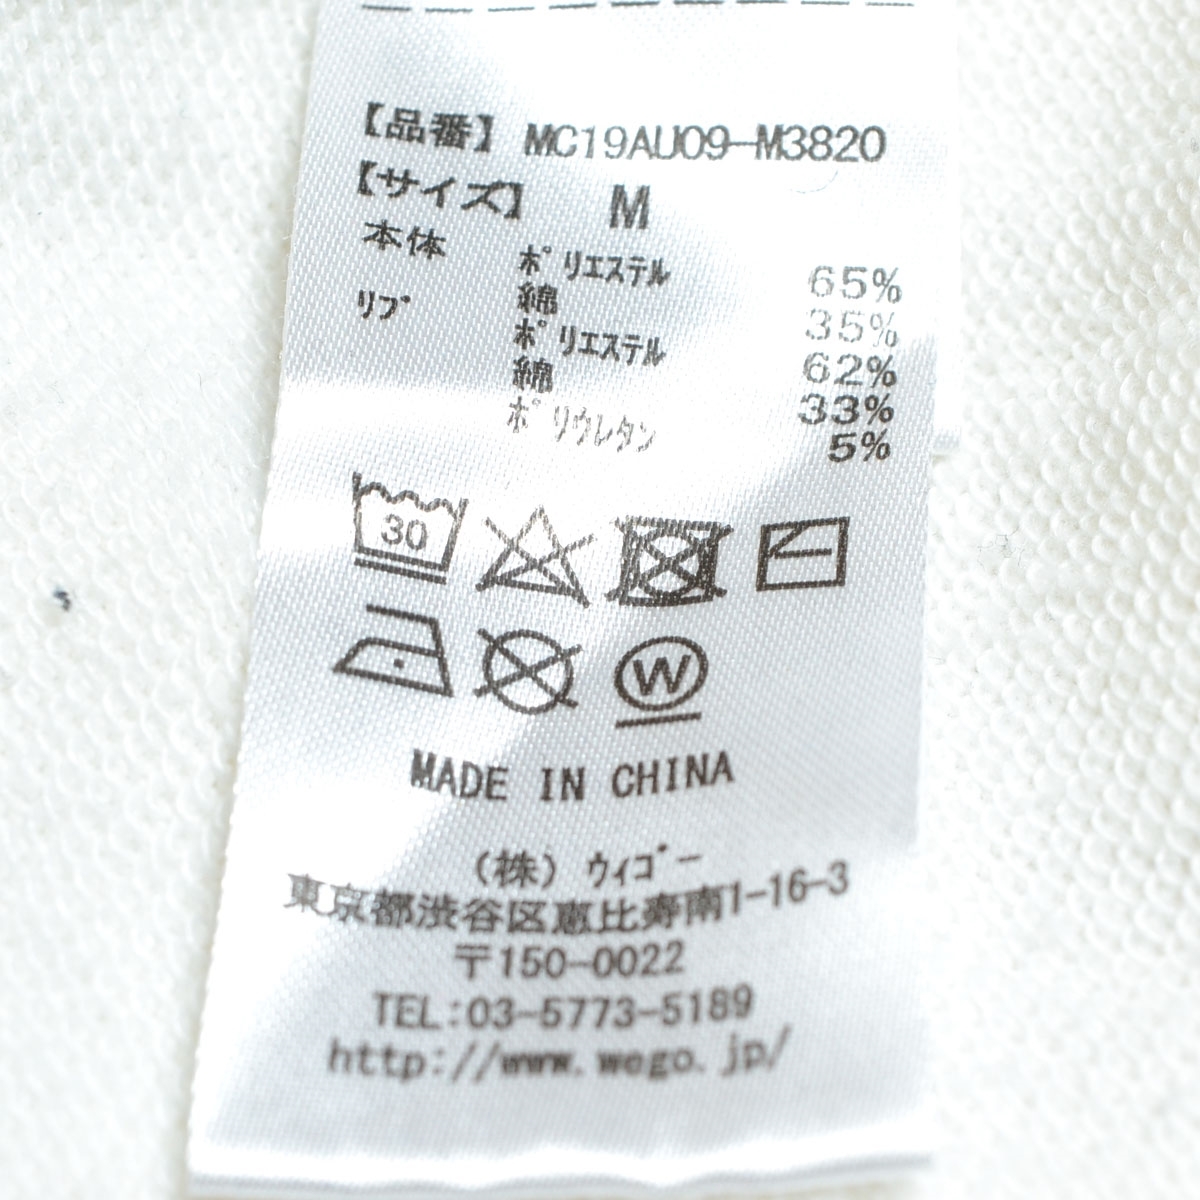 【品番】 MC19AU09-M3820
【サイズ】 M
本体 ポリエステル 65%
綿 35%
リブ ポリエステル 62%
綿 33%
ポリウレタン 5%
30
W
MADE IN CHINA
(株)ウィゴー
東京都渋谷区恵比寿南1-16-3
〒150-0022
TEL:03-5773-5189
http://www.wego.jp/